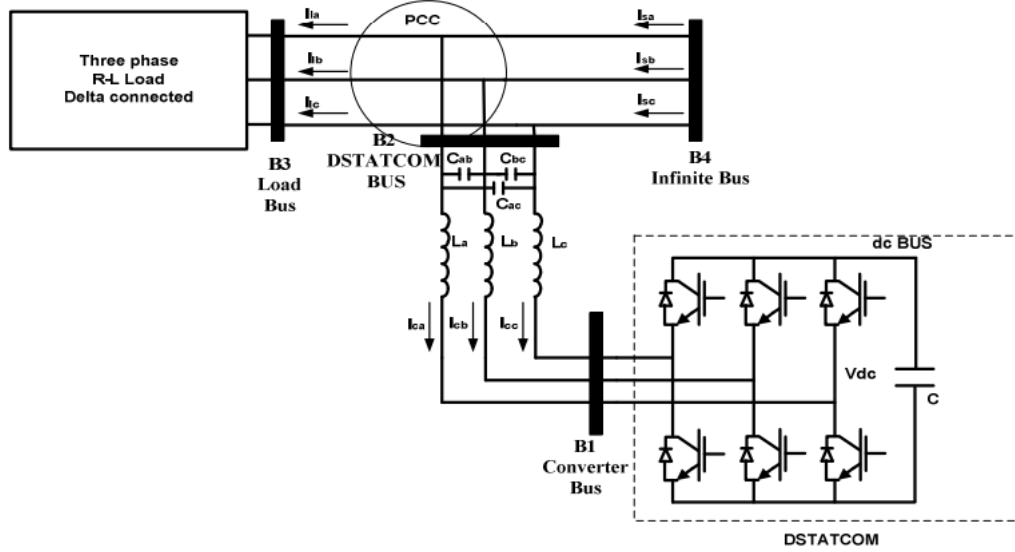 Three phase
R-L Load
Delta connected
Ila
Ilb
Ilc
PCC
Isa
Isb
Isc
B3
Load
Bus
B2
DSTATCOM
BUS
B4
Infinite Bus
Cab
Cbc
Cac
La
Lb
Lc
Ica
Icb
Icc
B1
Converter
Bus
dc BUS
Vdc
C
DSTATCOM